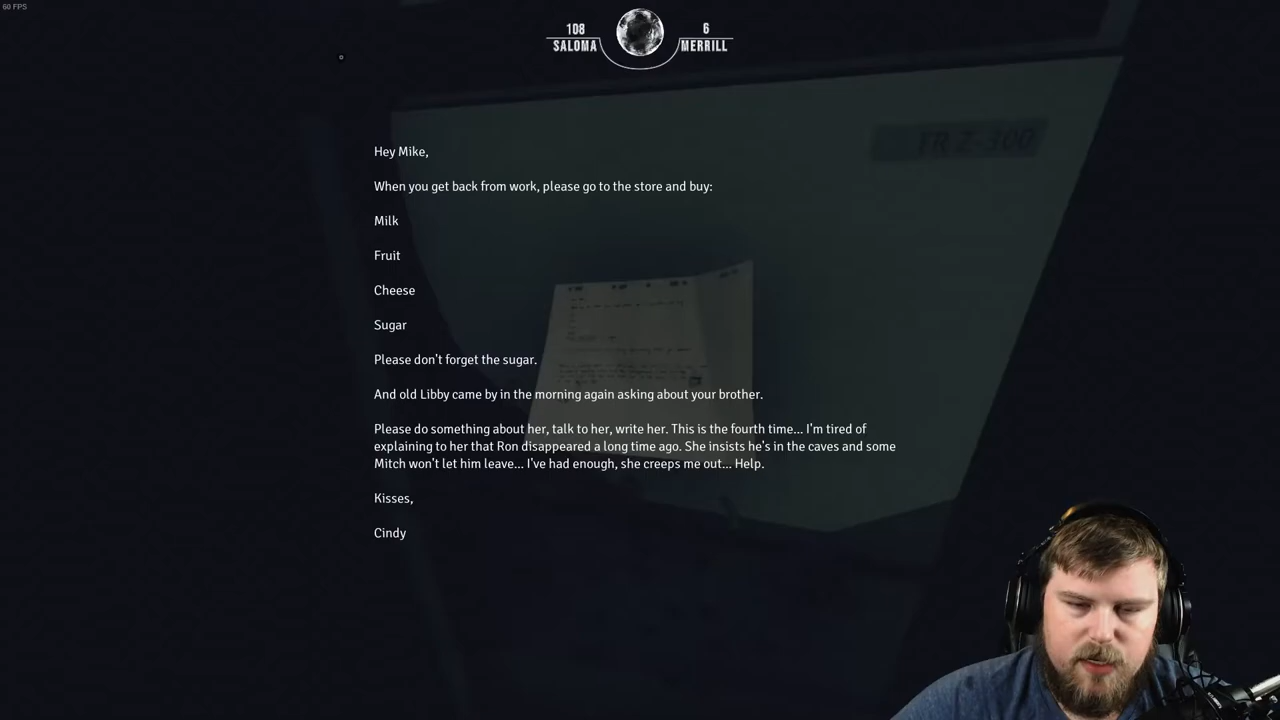 60 FPS
108
SALOMA
6
MERRILL
TR Z-300
Hey Mike,
When you get back from work, please go to the store and buy:
Milk
Fruit
Cheese
Sugar
Please don't forget the sugar.
And old Libby came by in the morning again asking about your brother.
Please do something about her, talk to her, write her. This is the fourth time... I'm tired of
explaining to her that Ron disappeared a long time ago. She insists he's in the caves and some
Mitch won't let him leave... I've had enough, she creeps me out... Help.
Kisses,
Cindy